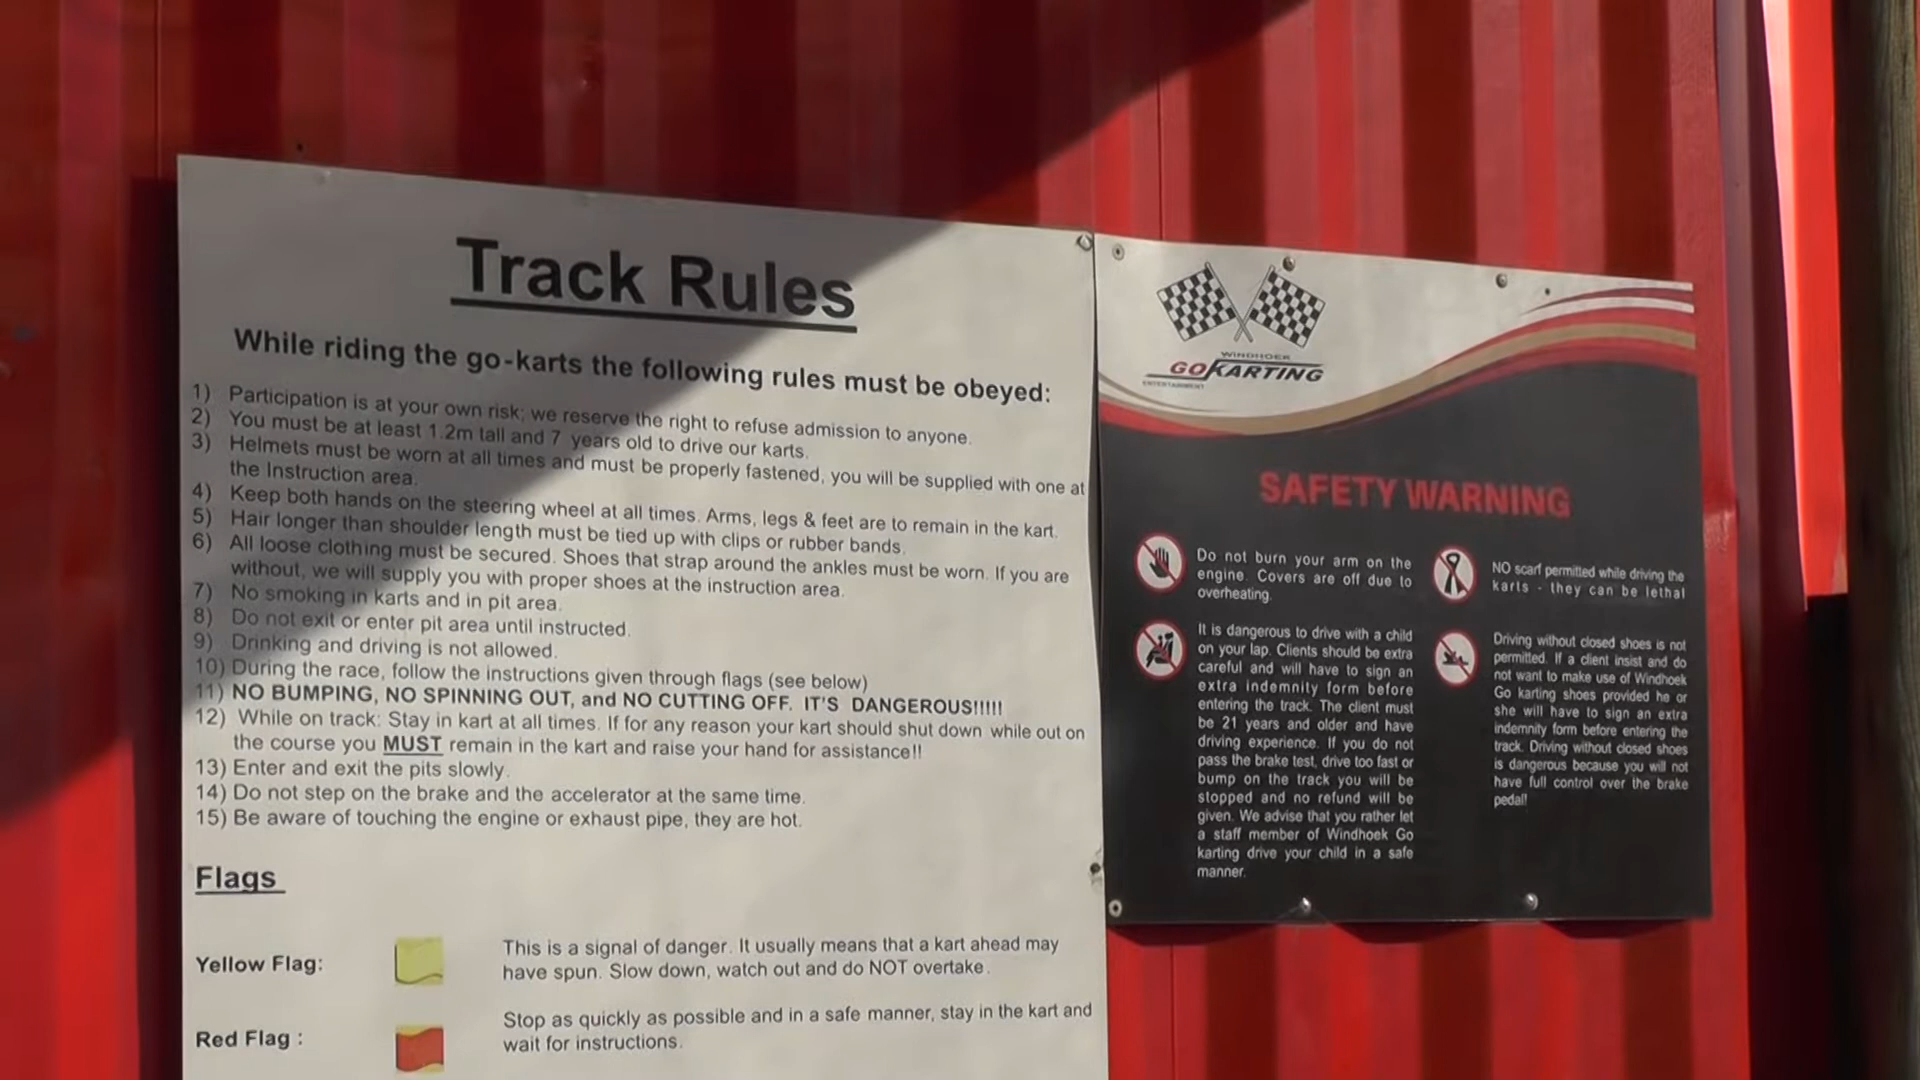 Track Rules
While riding the go-karts the following rules must be obeyed:
1) Participation is at your own risk; we reserve the right to refuse admission to anyone.
2) You must be at least 1.2m tall and 7 years old to drive our karts.
3) Helmets must be worn at all times and must be properly fastened, you will be supplied with one at
the Instruction area.
4) Keep both hands on the steering wheel at all times. Arms, legs & feet are to remain in the kart.
5) Hair longer than shoulder length must be tied up with clips or rubber bands.
6) All loose clothing must be secured. Shoes that strap around the ankles must be worn. If you are
without, we will supply you with proper shoes at the instruction area.
7) No smoking in karts and in pit area.
8) Do not exit or enter pit area until instructed.
9) Drinking and driving is not allowed.
10) During the race, follow the instructions given through flags (see below)
11) NO BUMPING, NO SPINNING OUT, and NO CUTTING OFF. IT'S DANGEROUS!!!!!
12) While on track: Stay in kart at all times. If for any reason your kart should shut down while out on
the course you MUST remain in the kart and raise your hand for assistance!!
13) Enter and exit the pits slowly.
14) Do not step on the brake and the accelerator at the same time.
15) Be aware of touching the engine or exhaust pipe, they are hot.
Flags
Yellow Flag:
This is a signal of danger. It usually means that a kart ahead may
have spun. Slow down, watch out and do NOT overtake.
Red Flag :
Stop as quickly as possible and in a safe manner, stay in the kart and
wait for instructions.
WINDHOEK
GOKARTING
ENTERTAINMENT
SAFETY WARNING
Do not burn your arm on the
engine. Covers are off due to
overheating.
It is dangerous to drive with a child
on your lap. Clients should be extra
careful and will have to sign an
extra indemnity form before
entering the track. The client must
be 21 years and older and have
driving experience. If you do not
pass the brake test, drive too fast or
bump on the track you will be
stopped and no refund will be
given. We advise that you rather let
a staff member of Windhoek Go
karting drive your child in a safe
manner.
NO scarf permitted while driving the
karts - they can be lethal
Driving without closed shoes is not
permitted. If a client insist and do
not want to make use of Windhoek
Go karting shoes provided he or
she will have to sign an extra
indemnity form before entering the
track. Driving without closed shoes
is dangerous because you will not
have full control over the brake
pedal!